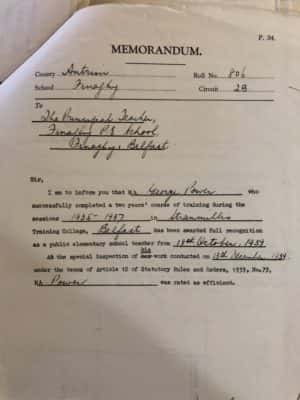 P. 34.
MEMORANDUM.
County Antrim Roll No. 806
School Finaghy Circuit 2B
To
The Principal Teacher,
Finaghy P.E. School
Finaghy, Belfast
Sir,
I am to inform you that Mr. George Power who
successfully completed a two years' course of training during the
sessions 1935-1937 in Stranmillis
Training College, Belfast has been awarded full recognition
as a public elementary school teacher from 18th October, 1939.
his
At the special inspection of work conducted on 13th December 1939
under the terms of Article 12 of Statutory Rules and Orders, 1933, No.73,
Mr Power was rated as efficient.